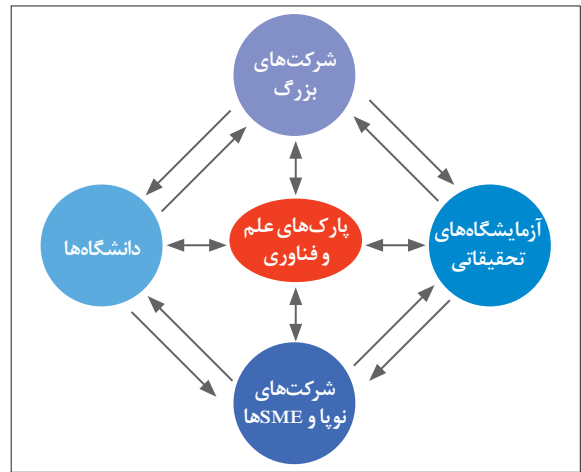 شرکت‌های
بزرگ
آزمایشگاه‌های
تحقیقاتی
پارک‌های علم
و فناوری
دانشگاه‌ها
شرکت‌های
نوپا و SMEها